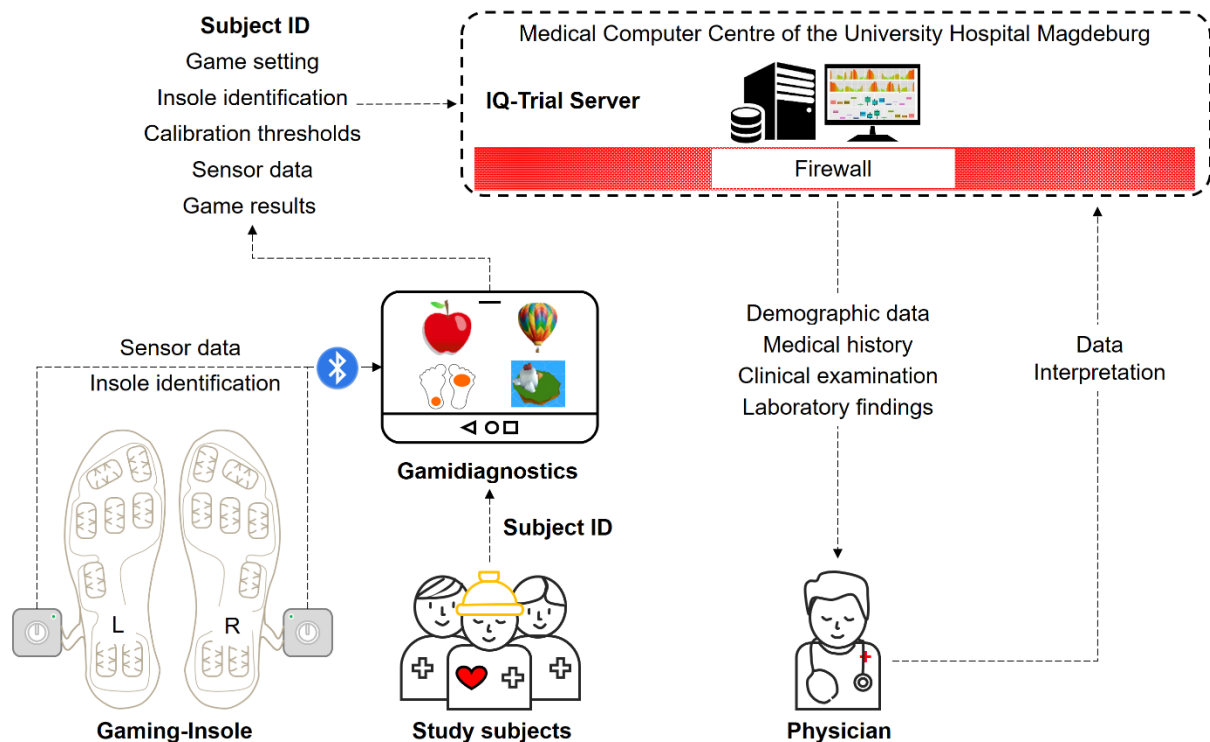 Subject ID
Game setting
Insole identification
Calibration thresholds
Sensor data
Game results
Medical Computer Centre of the University Hospital Magdeburg
IQ-Trial Server
Firewall
Sensor data
Insole identification
Gamidiagnostics
Subject ID
Demographic data
Medical history
Clinical examination
Laboratory findings
Data
Interpretation
L
R
Gaming-Insole
Study subjects
Physician